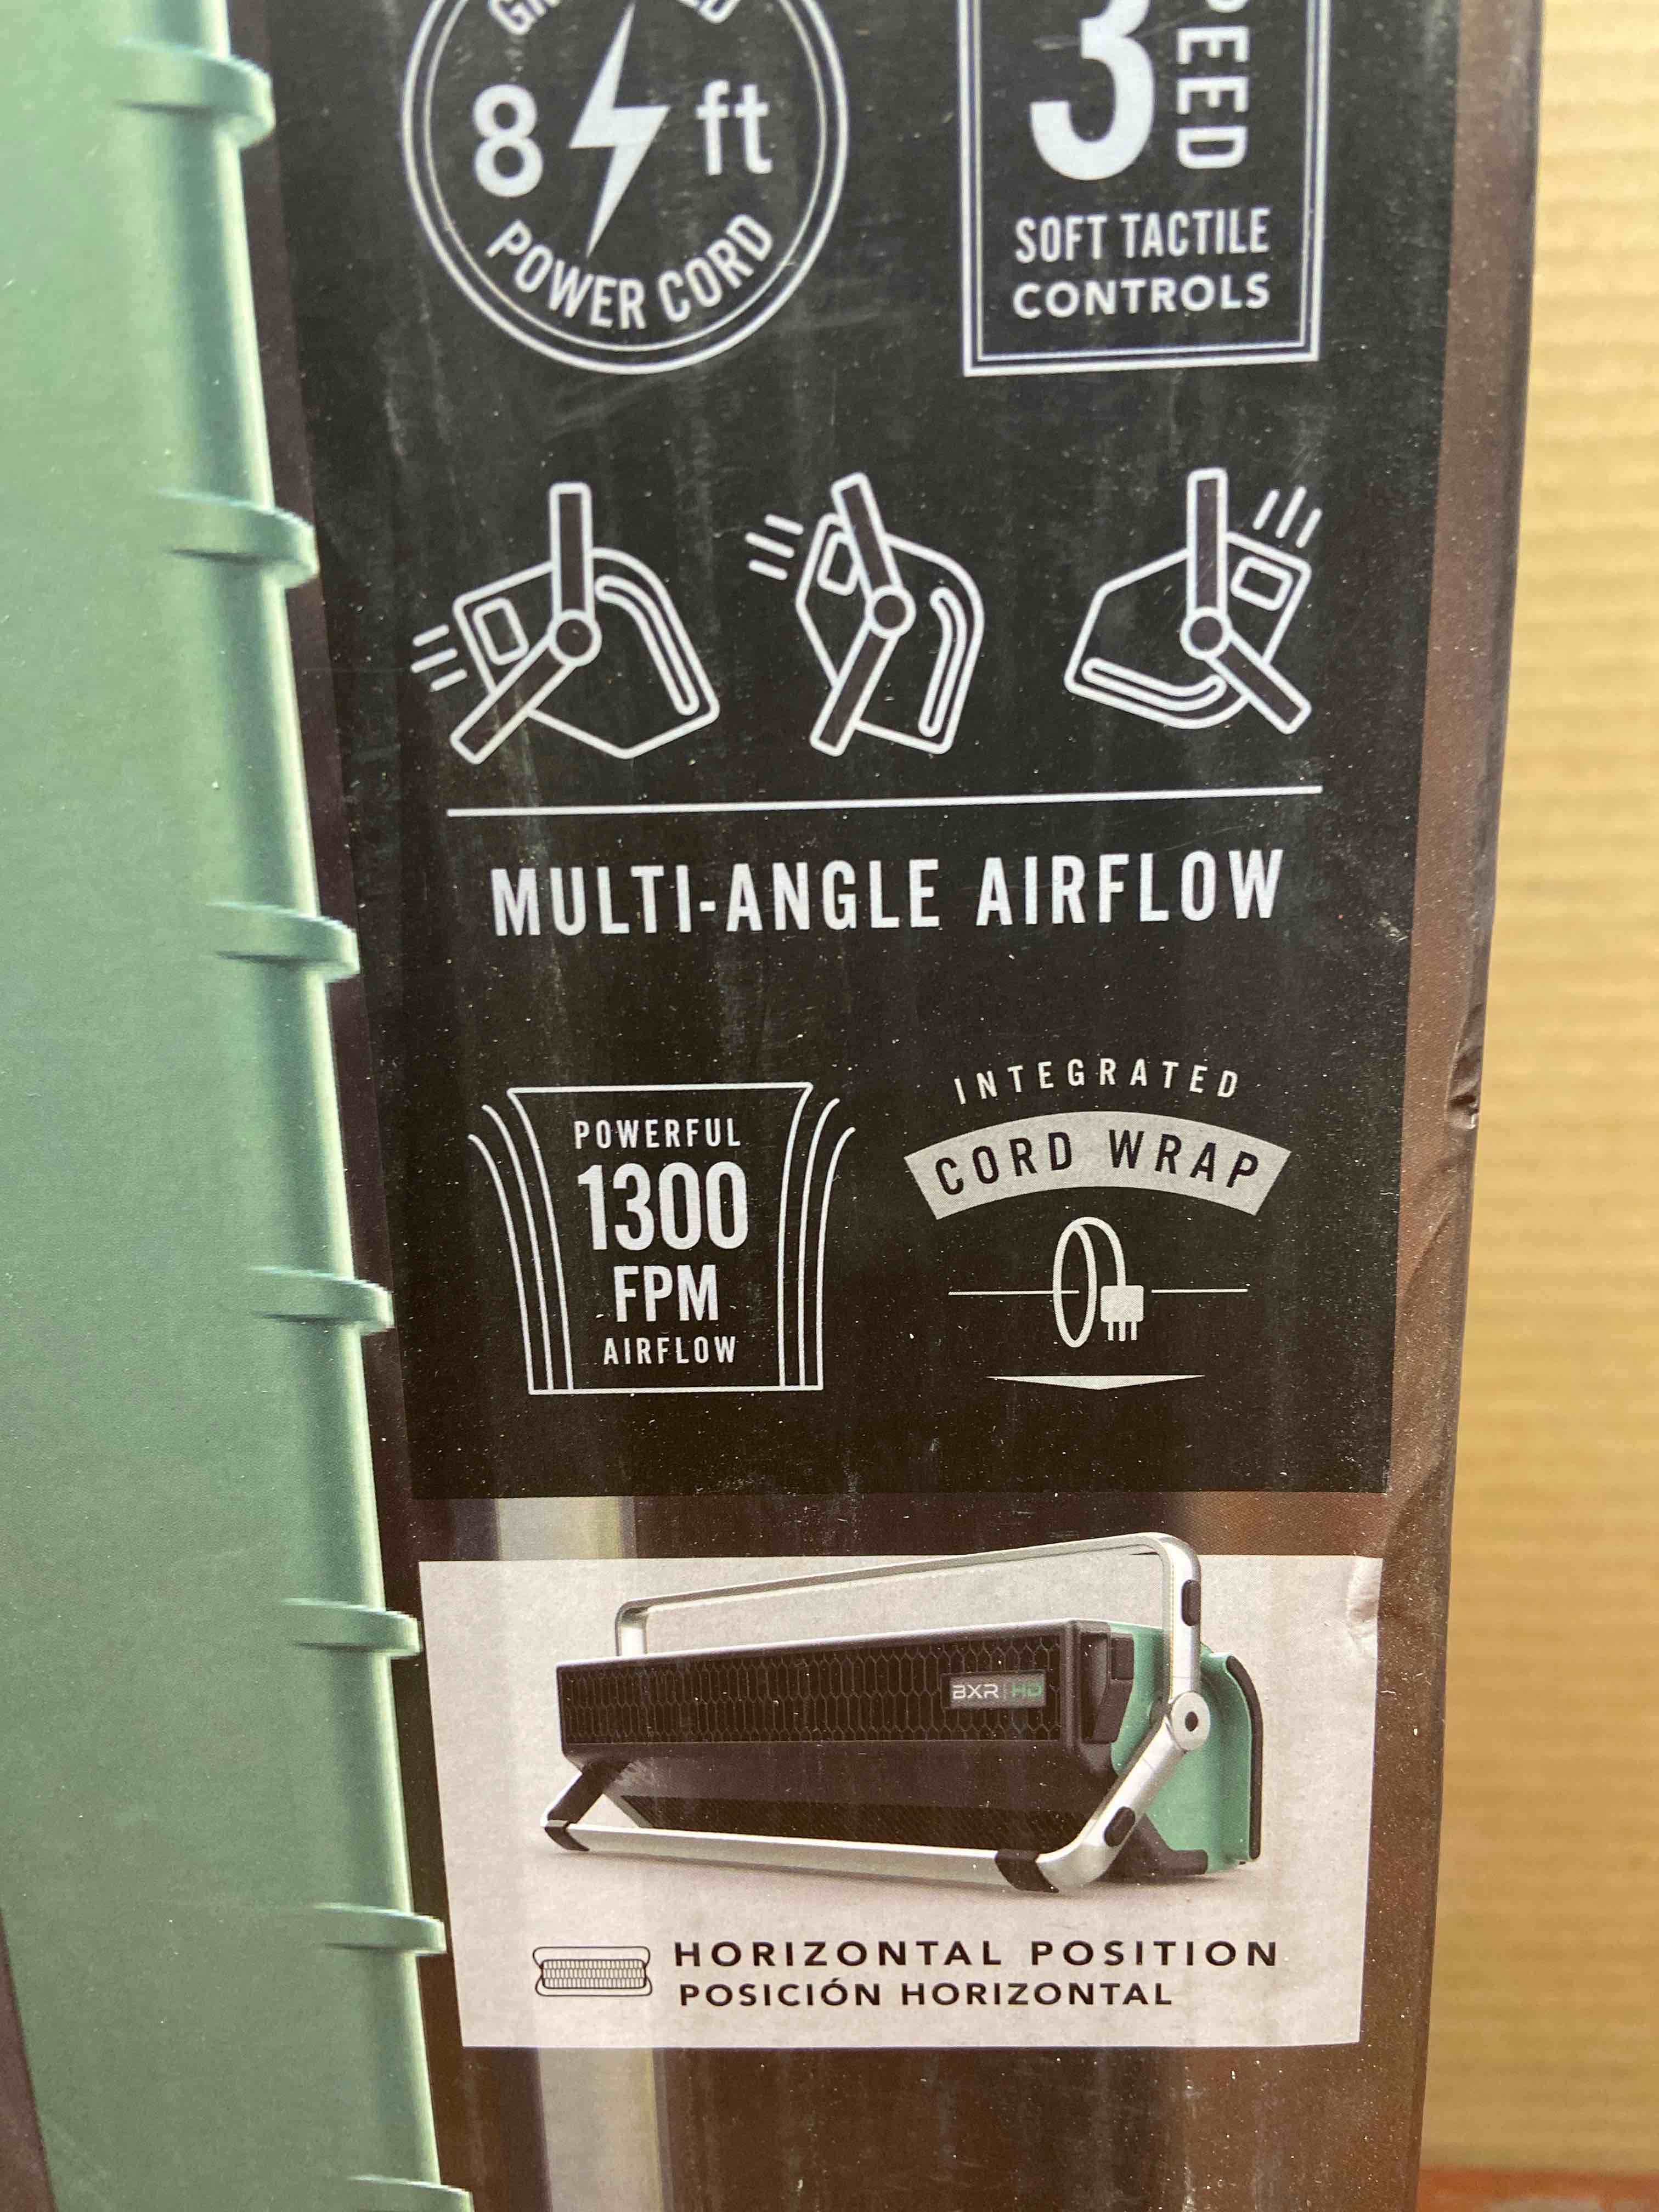 8 ft
POWER CORD
3
SOFT TACTILE
CONTROLS
MULTI-ANGLE AIRFLOW
POWERFUL
1300
FPM
AIRFLOW
INTEGRATED
CORD WRAP
BXR|HD
HORIZONTAL POSITION
POSICIÓN HORIZONTAL